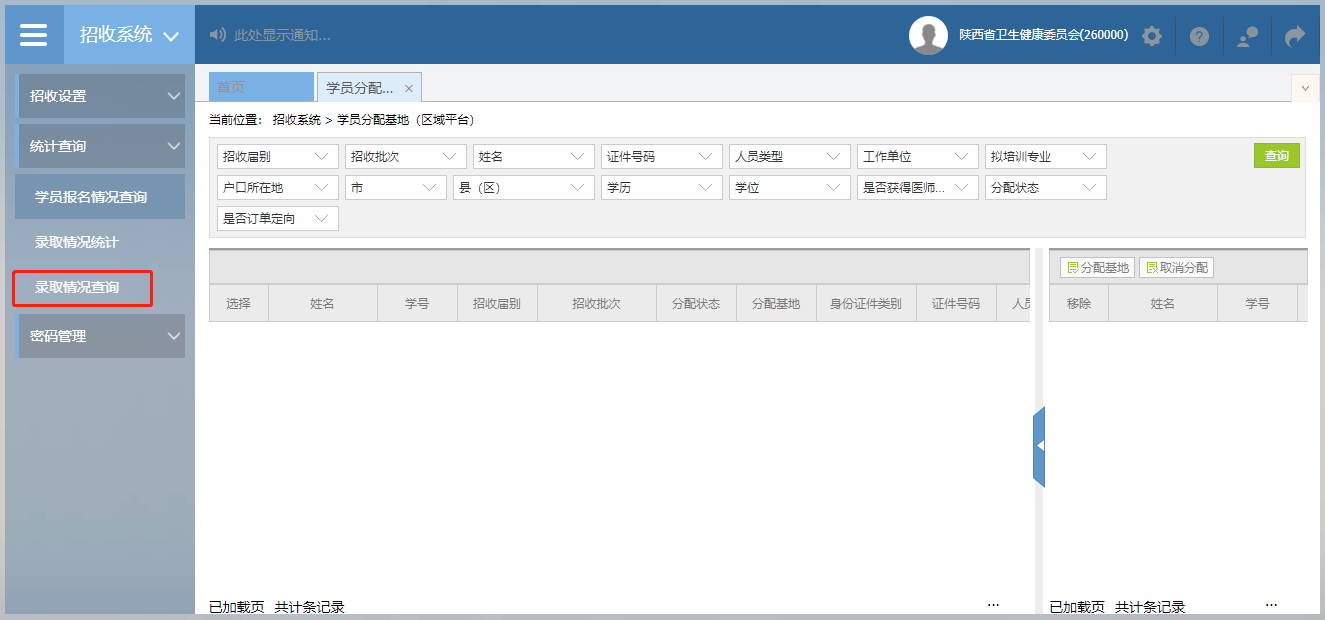 招收系统
此处显示通知...
陕西省卫生健康委员会(260000)
招收设置
统计查询
学员报名情况查询
录取情况统计
录取情况查询
密码管理
首页
学员分配... ×
当前位置： 招收系统 > 学员分配基地（区域平台）
招收届别 招收批次 姓名 证件号码 人员类型 工作单位 拟培训专业 查询
户口所在地 市 县（区） 学历 学位 是否获得医师... 分配状态
是否订单定向
分配基地 取消分配
选择 姓名 学号 招收届别 招收批次 分配状态 分配基地 身份证件类别 证件号码
移除 姓名 学号
已加载页 共计条记录 ...
已加载页 共计条记录 ...